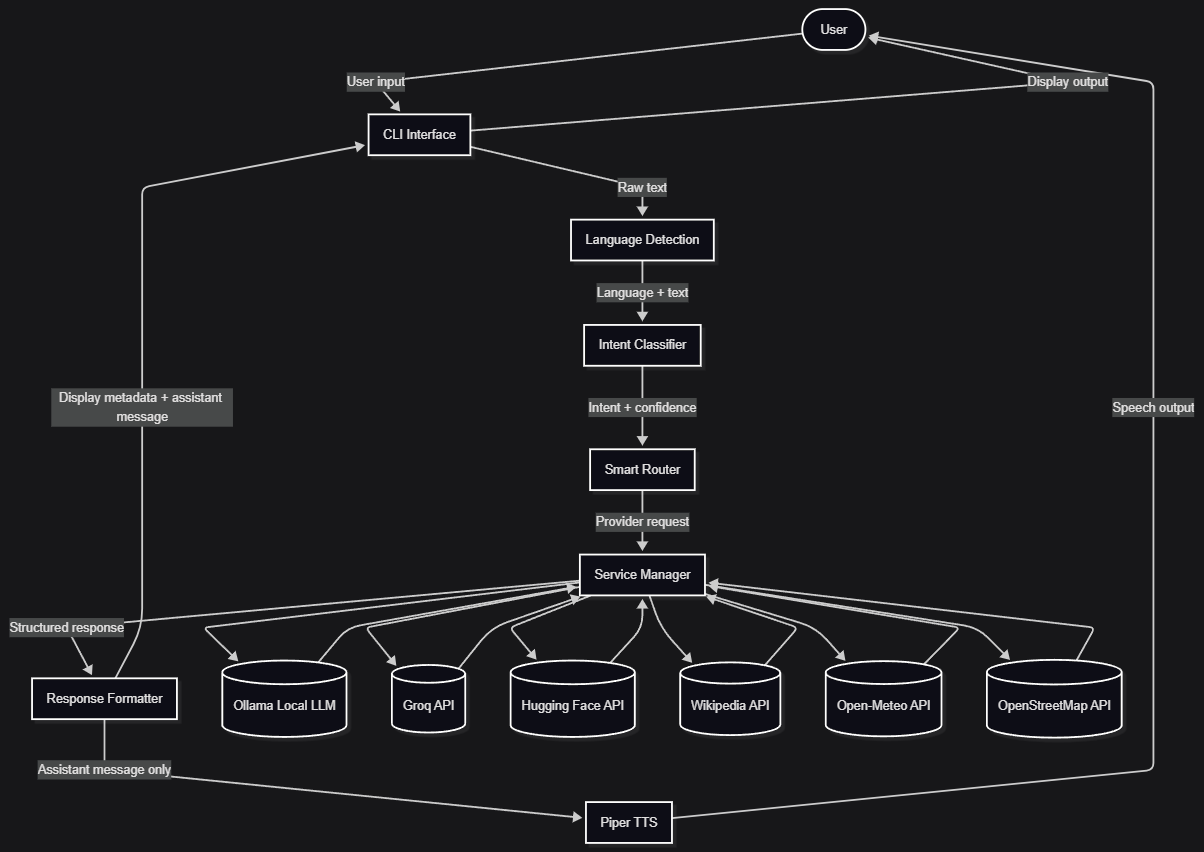 User
User input
Display output
CLI Interface
Raw text
Language Detection
Language + text
Intent Classifier
Display metadata + assistant
message
Intent + confidence
Speech output
Smart Router
Provider request
Service Manager
Structured response
Response Formatter
Ollama Local LLM
Groq API
Hugging Face API
Wikipedia API
Open-Meteo API
OpenStreetMap API
Assistant message only
Piper TTS